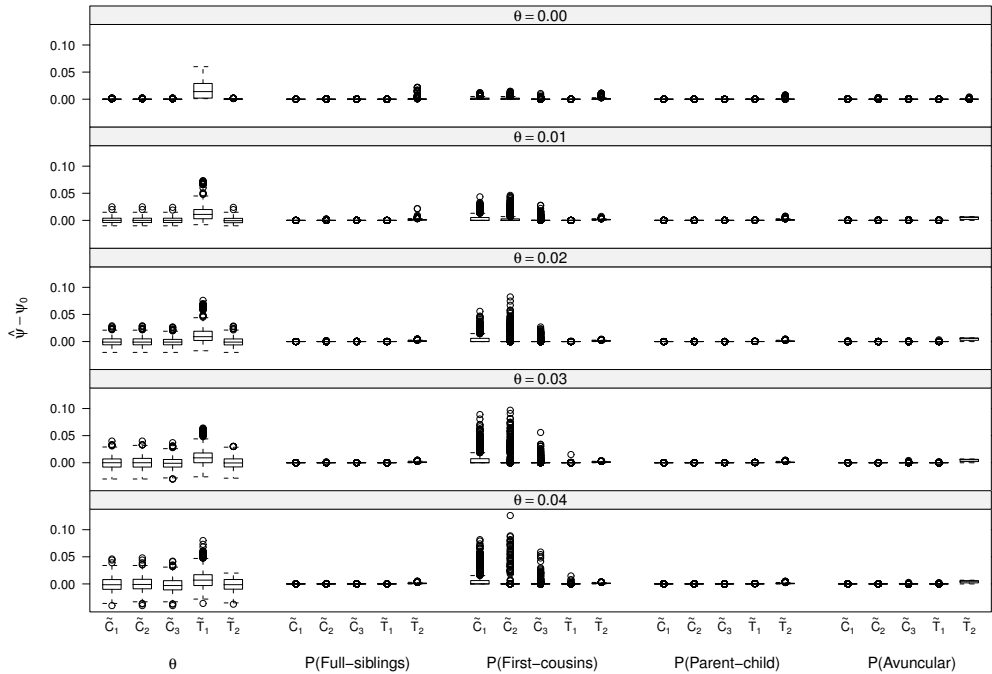 θ = 0.00
0.10
0.05
0.00
θ = 0.01
0.10
0.05
0.00
θ = 0.02
0.10
0.05
0.00
ψ̂ − ψ₀
θ = 0.03
0.10
0.05
0.00
θ = 0.04
0.10
0.05
0.00
C̃₁ C̃₂ C̃₃ T̃₁ T̃₂ C̃₁ C̃₂ C̃₃ T̃₁ T̃₂ C̃₁ C̃₂ C̃₃ T̃₁ T̃₂ C̃₁ C̃₂ C̃₃ T̃₁ T̃₂ C̃₁ C̃₂ C̃₃ T̃₁ T̃₂
θ P(Full−siblings) P(First−cousins) P(Parent−child) P(Avuncular)